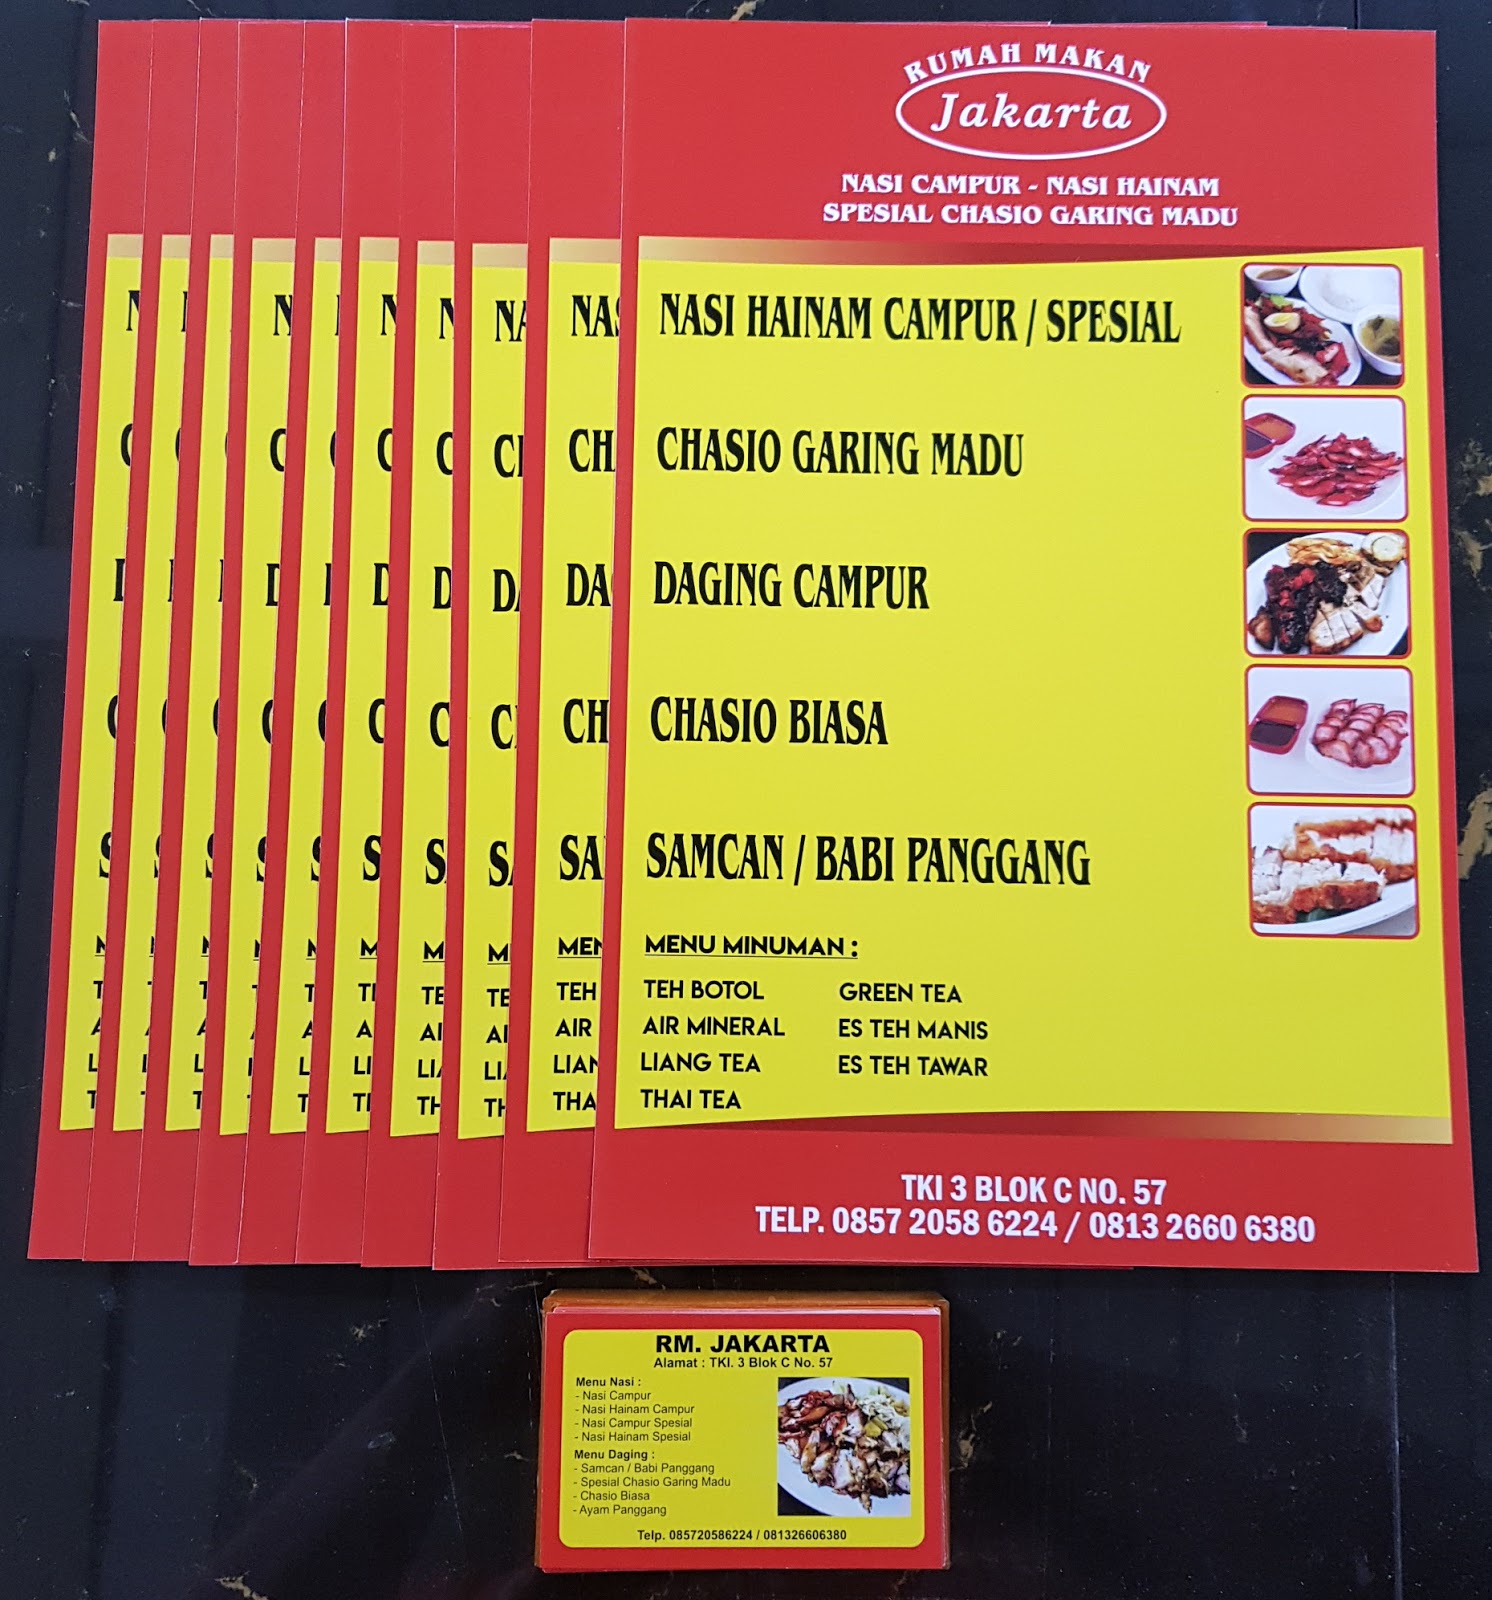 RUMAH MAKAN
Jakarta
NASI CAMPUR - NASI HAINAM
SPESIAL CHASIO GARING MADU
NASI HAINAM CAMPUR / SPESIAL
CHASIO GARING MADU
DAGING CAMPUR
CHASIO BIASA
SAMCAN / BABI PANGGANG
MENU MINUMAN :
TEH BOTOL
AIR MINERAL
LIANG TEA
THAI TEA
GREEN TEA
ES TEH MANIS
ES TEH TAWAR
TKI 3 BLOK C NO. 57
TELP. 0857 2058 6224 / 0813 2660 6380
RM. JAKARTA
Alamat : TKI. 3 Blok C No. 57
Menu Nasi :
- Nasi Campur
- Nasi Hainam Campur
- Nasi Campur Spesial
- Nasi Hainam Spesial
Menu Daging :
- Samcan / Babi Panggang
- Spesial Chasio Garing Madu
- Chasio Biasa
- Ayam Panggang
Telp. 085720586224 / 081326606380